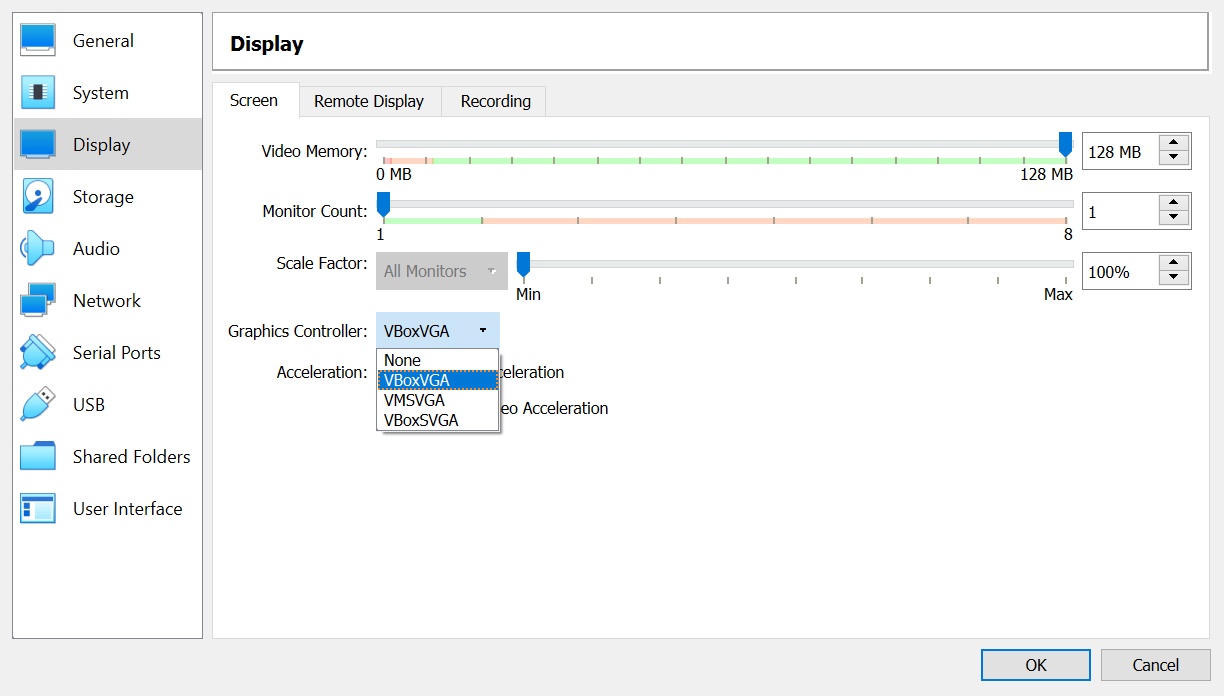 General
System
Display
Storage
Audio
Network
Serial Ports
USB
Shared Folders
User Interface
Display
Screen
Remote Display
Recording
Video Memory:
0 MB
128 MB
128 MB
Monitor Count:
1
8
1
Scale Factor:
All Monitors
Min
Max
100%
Graphics Controller:
VBoxVGA
None
VBoxVGA
VMSVGA
VBoxSVGA
Acceleration:
celeration
eo Acceleration
OK
Cancel